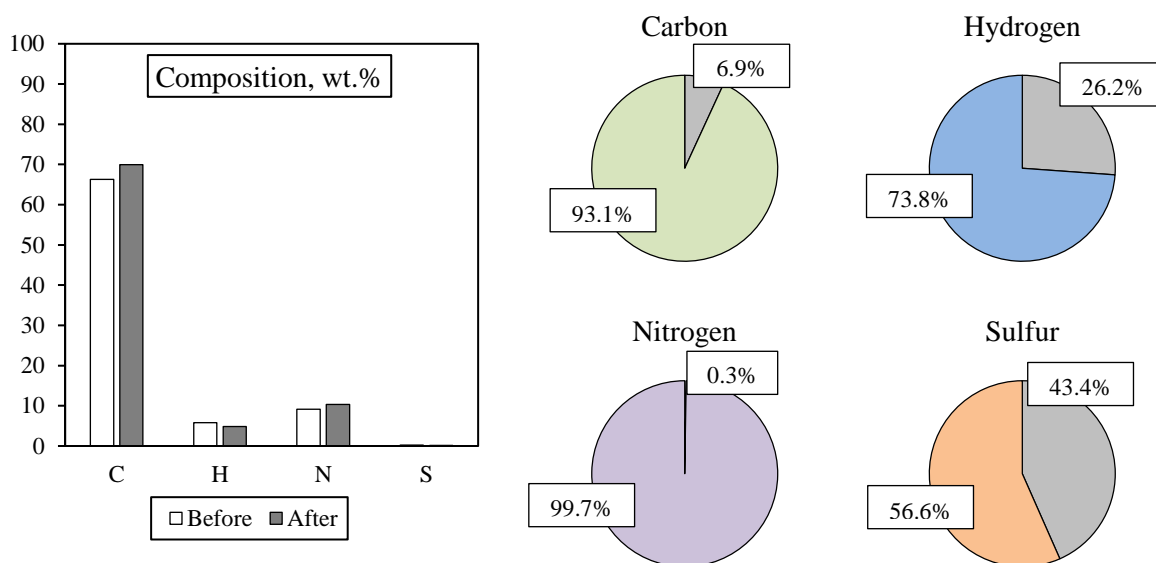 Composition, wt.%
100
90
80
70
60
50
40
30
20
10
0
C H N S
Before After
Carbon
6.9%
93.1%
Hydrogen
26.2%
73.8%
Nitrogen
0.3%
99.7%
Sulfur
43.4%
56.6%